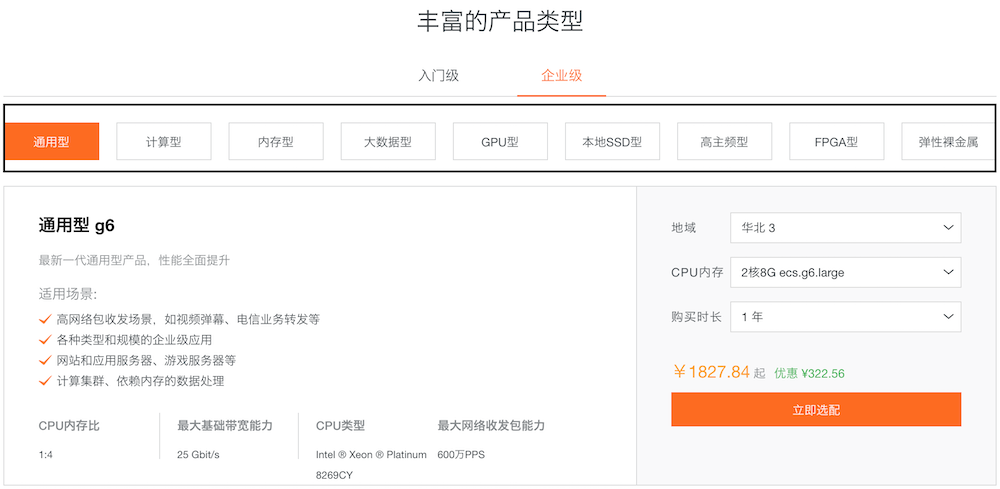 丰富的产品类型
入门级 企业级
通用型 计算型 内存型 大数据型 GPU型 本地SSD型 高主频型 FPGA型 弹性裸金属
通用型 g6
最新一代通用型产品，性能全面提升
适用场景:
高网络包收发场景，如视频弹幕、电信业务转发等
各种类型和规模的企业级应用
网站和应用服务器、游戏服务器等
计算集群、依赖内存的数据处理
CPU内存比 最大基础带宽能力 CPU类型 最大网络收发包能力
1:4 25 Gbit/s Intel ® Xeon ® Platinum 600万PPS
8269CY
地域 华北 3
CPU内存 2核8G ecs.g6.large
购买时长 1 年
￥1827.84 起 优惠 ¥322.56
立即选配